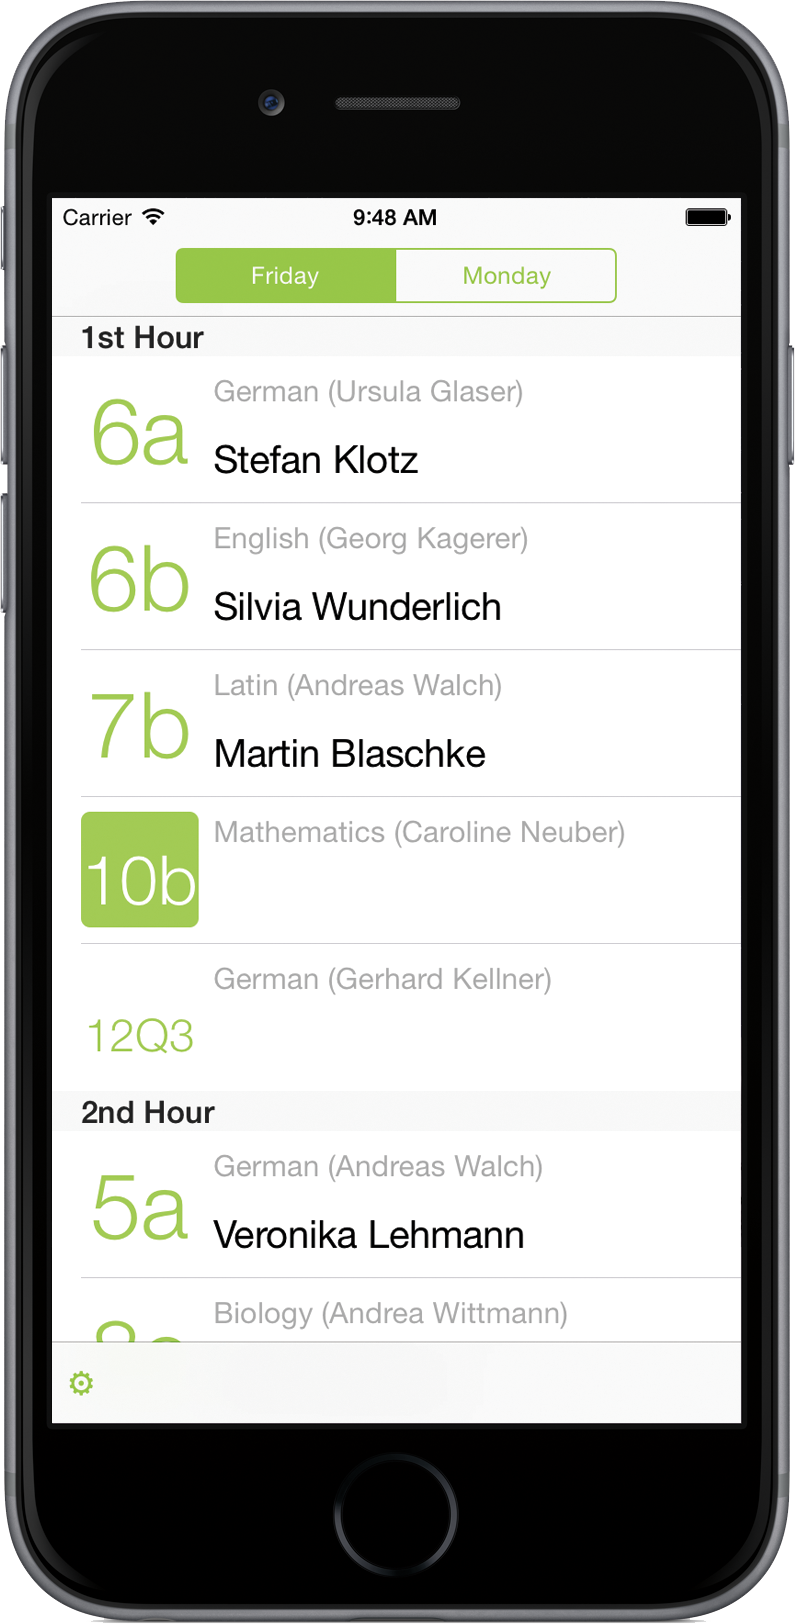 Carrier 9:48 AM
Friday Monday
1st Hour
German (Ursula Glaser)
6a
Stefan Klotz
English (Georg Kagerer)
6b
Silvia Wunderlich
Latin (Andreas Walch)
7b
Martin Blaschke
Mathematics (Caroline Neuber)
10b
German (Gerhard Kellner)
12Q3
2nd Hour
German (Andreas Walch)
5a
Veronika Lehmann
Biology (Andrea Wittmann)